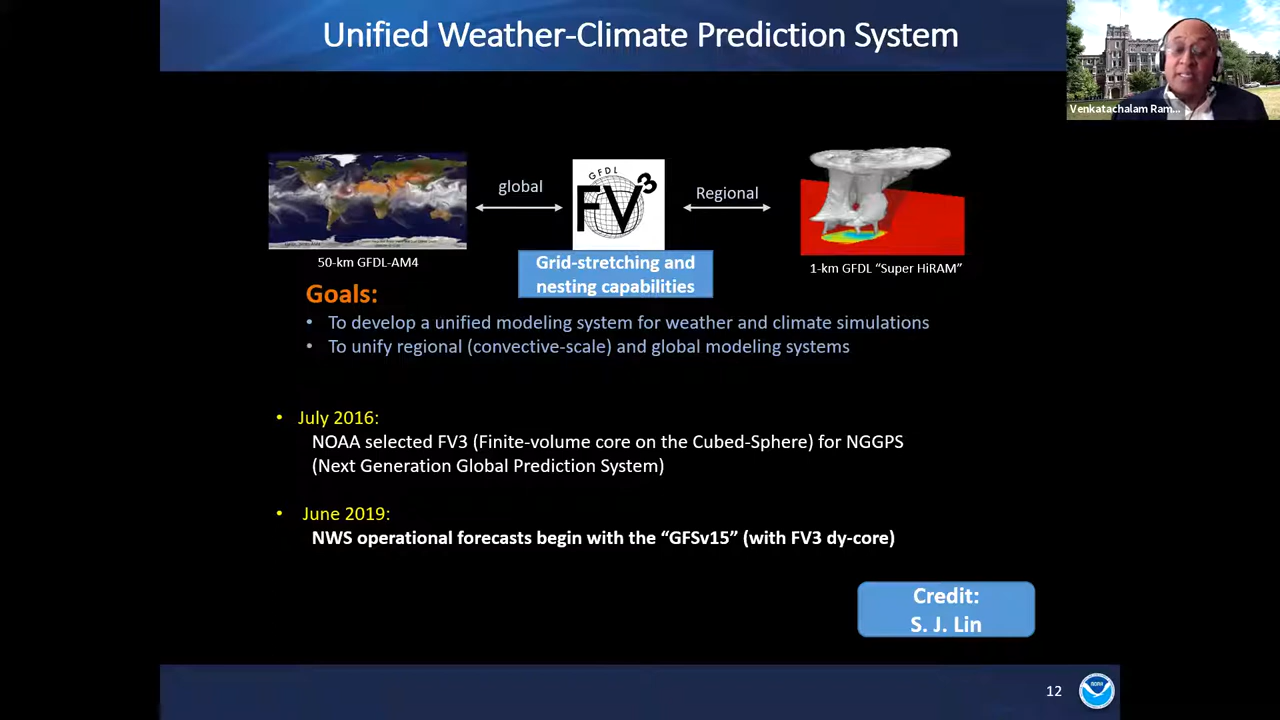 Unified Weather-Climate Prediction System
Venkatachalam Ram...
global
GFDL
FV3
Regional
50-km GFDL-AM4
1-km GFDL “Super HiRAM”
Grid-stretching and
nesting capabilities
Goals:
• To develop a unified modeling system for weather and climate simulations
• To unify regional (convective-scale) and global modeling systems
• July 2016:
NOAA selected FV3 (Finite-volume core on the Cubed-Sphere) for NGGPS
(Next Generation Global Prediction System)
• June 2019:
NWS operational forecasts begin with the “GFSv15” (with FV3 dy-core)
Credit:
S. J. Lin
12
NOAA